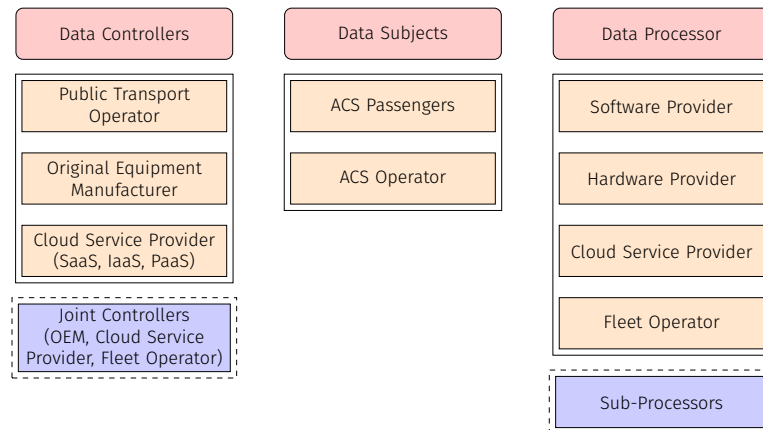 Data Controllers
Public Transport
Operator
Original Equipment
Manufacturer
Cloud Service Provider
(SaaS, IaaS, PaaS)
Joint Controllers
(OEM, Cloud Service
Provider, Fleet Operator)
Data Subjects
ACS Passengers
ACS Operator
Data Processor
Software Provider
Hardware Provider
Cloud Service Provider
Fleet Operator
Sub-Processors